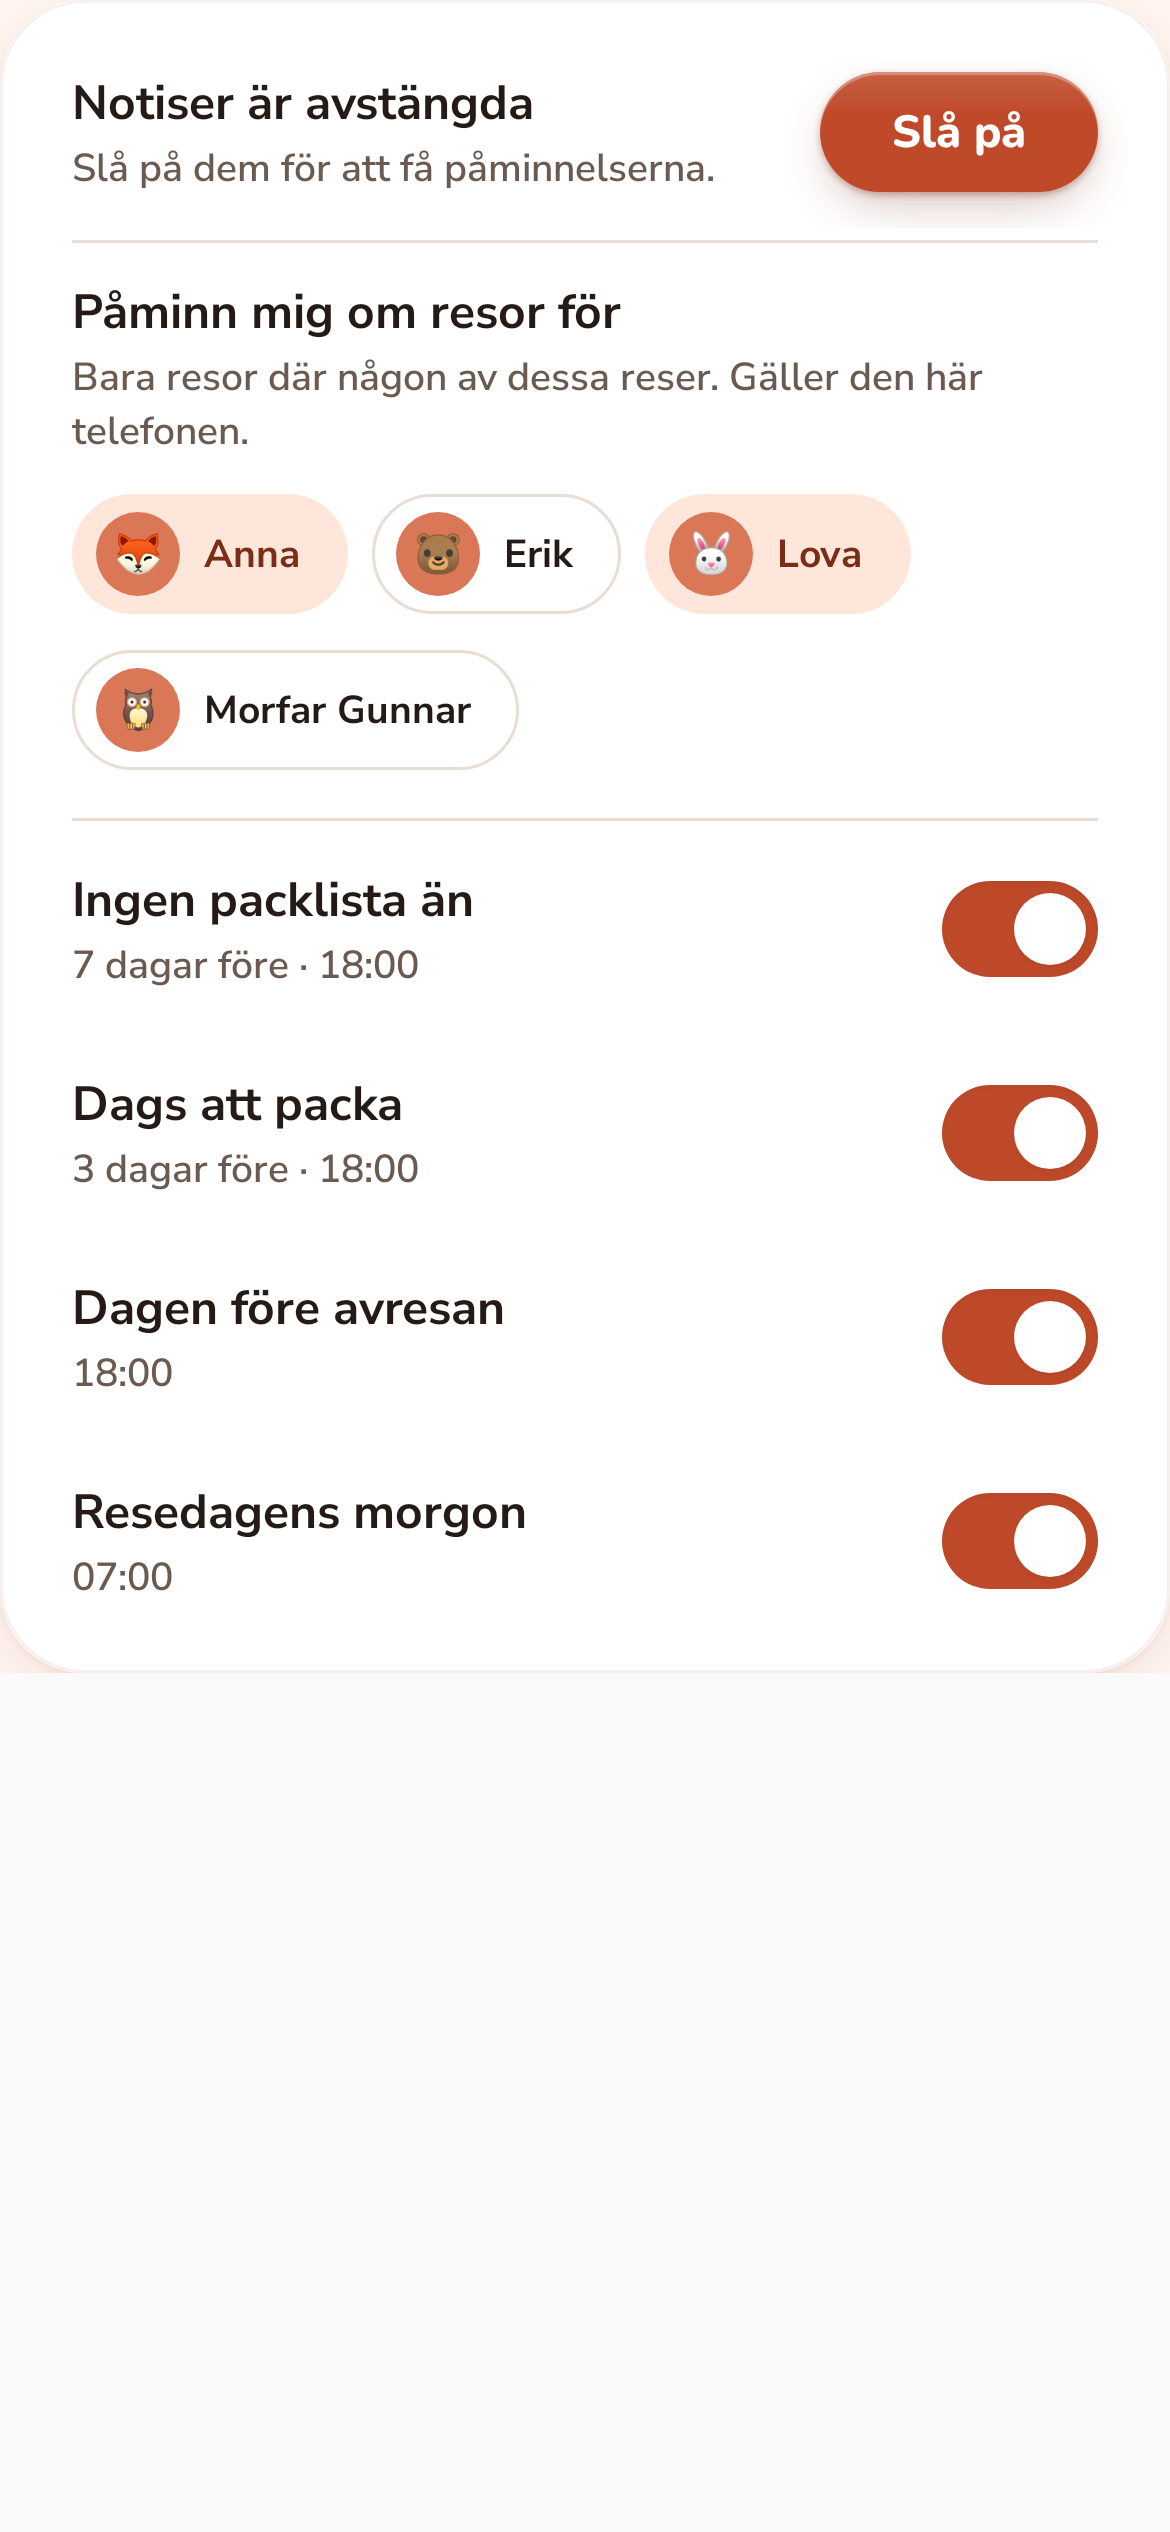 Notiser är avstängda
Slå på dem för att få påminnelserna.
Slå på
Påminn mig om resor för
Bara resor där någon av dessa reser. Gäller den här
telefonen.
Anna
Erik
Lova
Morfar Gunnar
Ingen packlista än
7 dagar före · 18:00
Dags att packa
3 dagar före · 18:00
Dagen före avresan
18:00
Resedagens morgon
07:00